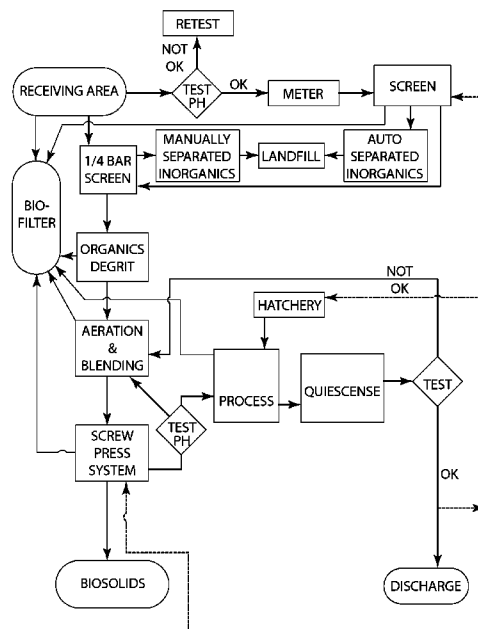 RETEST
NOT
OK
RECEIVING AREA
TEST
PH
OK
METER
SCREEN
1/4 BAR
SCREEN
MANUALLY
SEPARATED
INORGANICS
LANDFILL
AUTO
SEPARATED
INORGANICS
BIO-
FILTER
ORGANICS
DEGRIT
NOT
OK
HATCHERY
AERATION
&
BLENDING
PROCESS
QUIESCENSE
TEST
TEST
PH
SCREW
PRESS
SYSTEM
OK
BIOSOLIDS
DISCHARGE